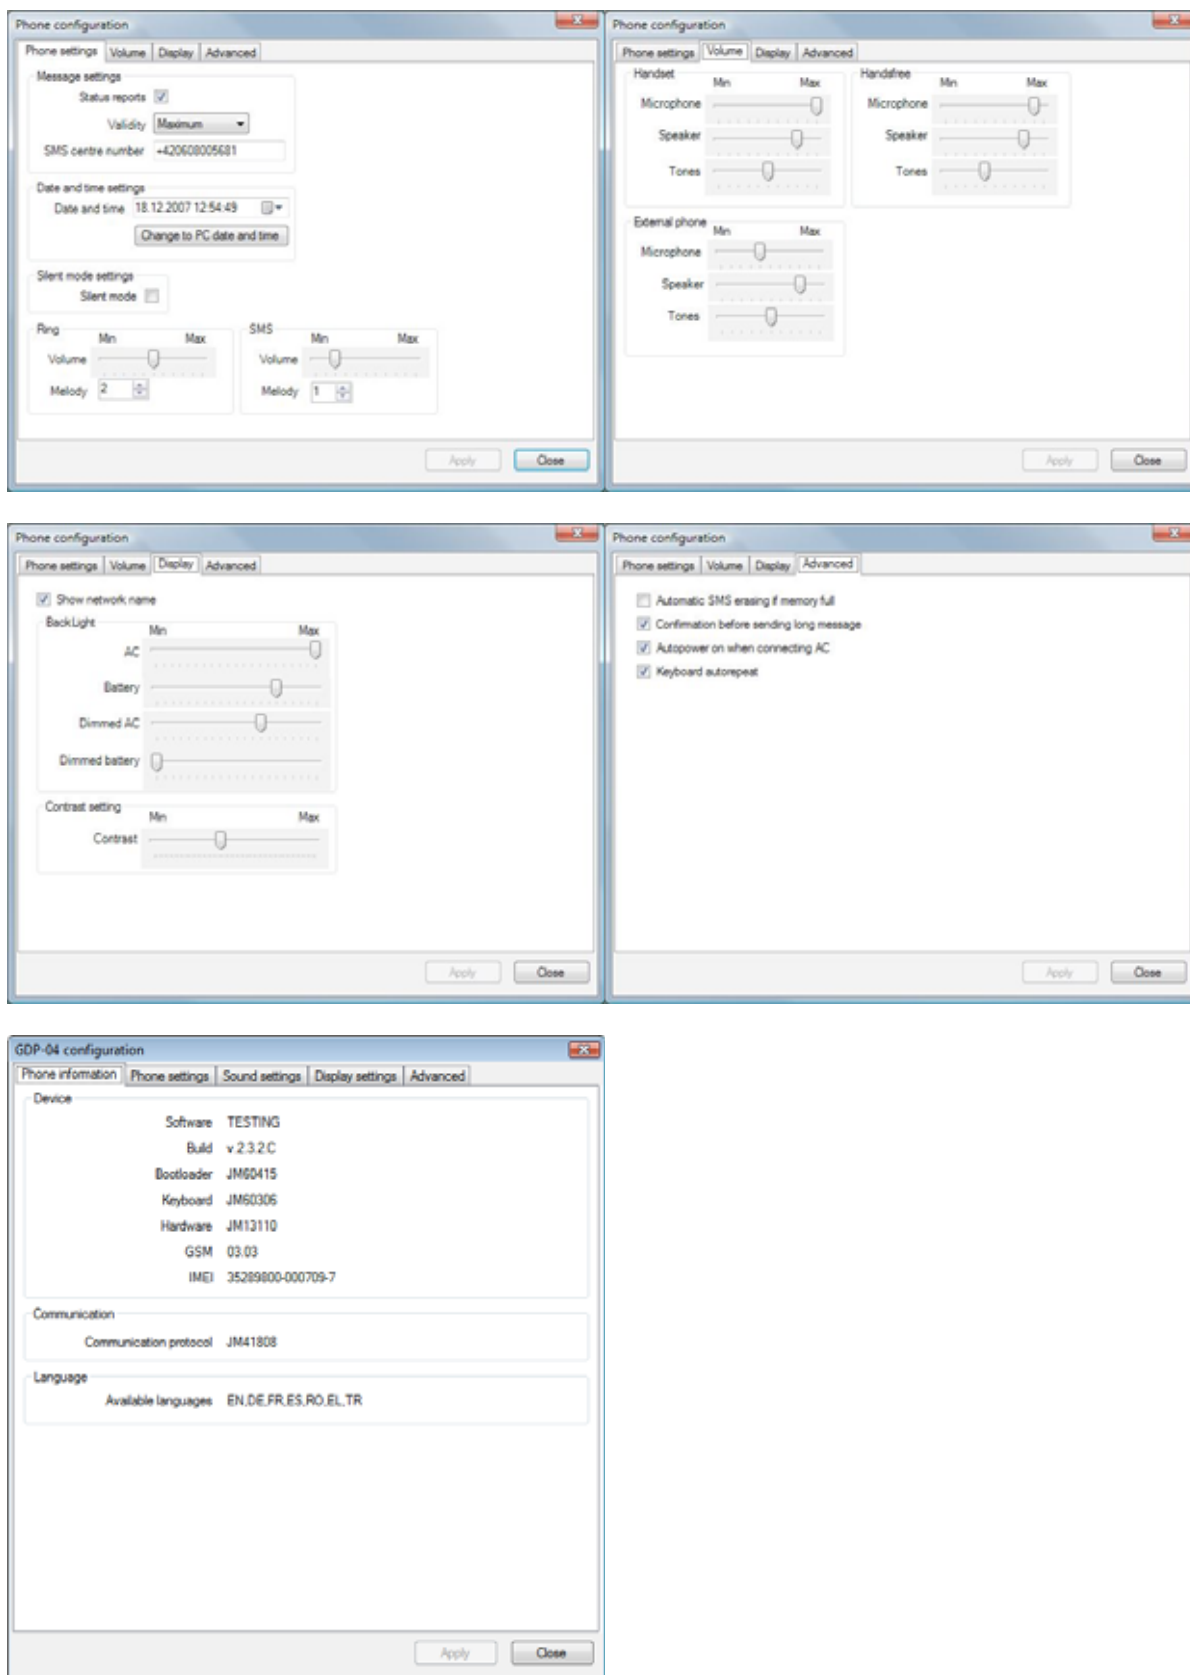 Phone configuration
Phone settings Volume Display Advanced
Message settings
Status reports
Validity Maximum
SMS centre number +420608005681
Date and time settings
Date and time 18.12.2007 12:54:49
Change to PC date and time
Silent mode settings
Silent mode
Ring
Min Max
Volume
Melody 2
SMS
Min Max
Volume
Melody 1
Apply Close
Phone configuration
Phone settings Volume Display Advanced
Handset
Min Max
Microphone
Speaker
Tones
Handsfree
Min Max
Microphone
Speaker
Tones
External phone
Min Max
Microphone
Speaker
Tones
Apply Close
Phone configuration
Phone settings Volume Display Advanced
Show network name
BackLight
Min Max
AC
Battery
Dimmed AC
Dimmed battery
Contrast setting
Min Max
Contrast
Apply Close
Phone configuration
Phone settings Volume Display Advanced
Automatic SMS erasing if memory full
Confirmation before sending long message
Autopower on when connecting AC
Keyboard autorepeat
Apply Close
GDP-04 configuration
Phone information Phone settings Sound settings Display settings Advanced
Device
Software TESTING
Build v.2.3.2.C
Bootloader JM60415
Keyboard JM60306
Hardware JM13110
GSM 03.03
IMEI 35289800-000709-7
Communication
Communication protocol JM41808
Language
Available languages EN,DE,FR,ES,RO,EL,TR
Apply Close